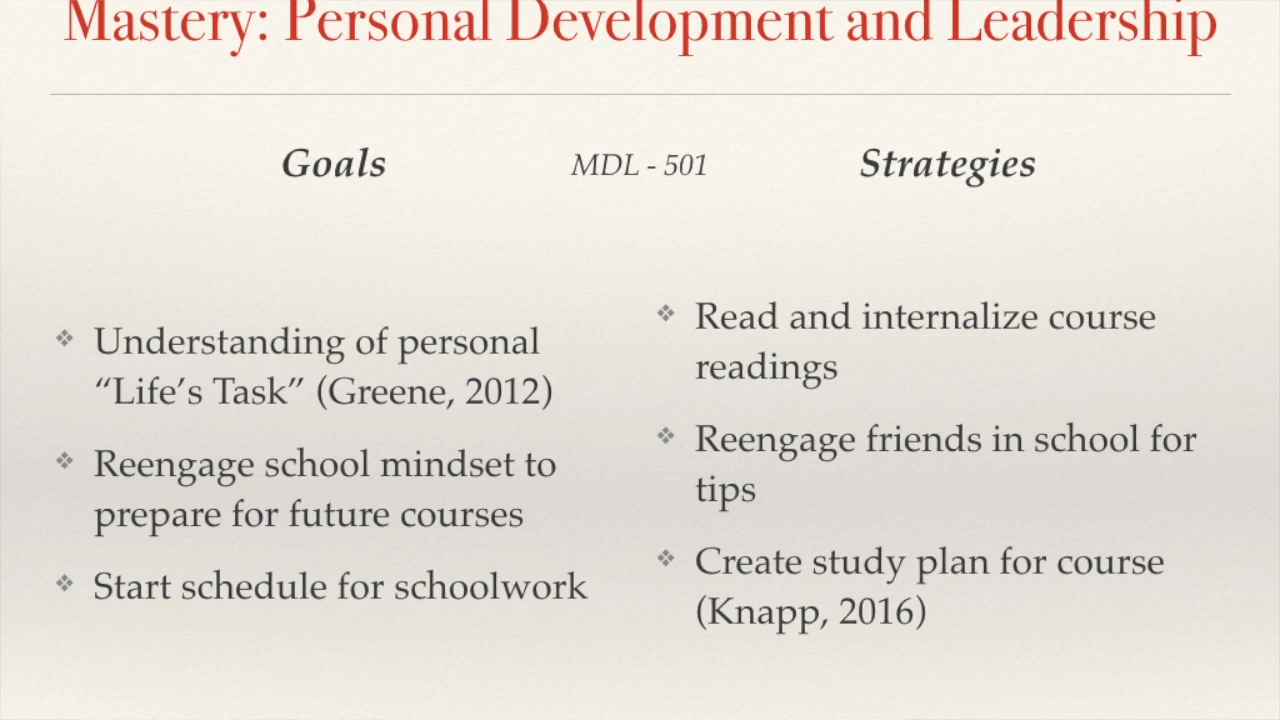 Mastery: Personal Development and Leadership
Goals
MDL - 501
Strategies
Understanding of personal
“Life’s Task” (Greene, 2012)
Reengage school mindset to
prepare for future courses
Start schedule for schoolwork
Read and internalize course
readings
Reengage friends in school for
tips
Create study plan for course
(Knapp, 2016)